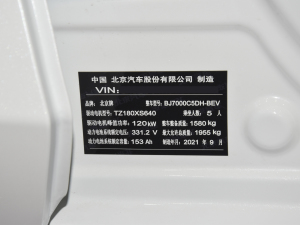 中国 北京汽车股份有限公司 制造
VIN:
品牌：北京牌 整车型号：BJ7000C5DH-BEV
驱动电机型号：TZ180XS640 乘坐人数：5 人
驱动电机峰值功率：120kW 整车整备质量：1580 kg
动力电池系统额定电压：331.2 V 最大允许总质量：1955 kg
动力电池系统额定容量：153 Ah 制造年月：2021 年 9 月